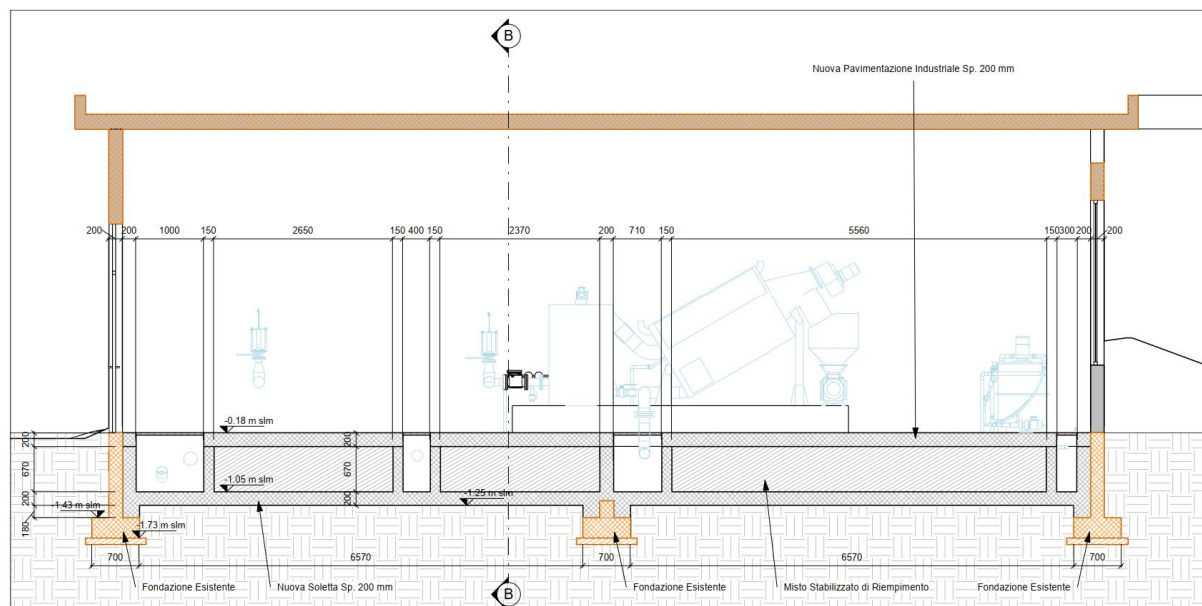 B
Nuova Pavimentazione Industriale Sp. 200 mm
200 200 1000 150 2650 150 400 150 2370 200 710 150 5560 150 300 200 200
-0.18 m slm
200
670
-1.05 m slm
200 200
-1.25 m slm
-1.43 m slm
180
-1.73 m slm
700 6570 700 6570 700
Fondazione Esistente Nuova Soletta Sp. 200 mm Fondazione Esistente Misto Stabilizzato di Riempimento Fondazione Esistente
B
200
670